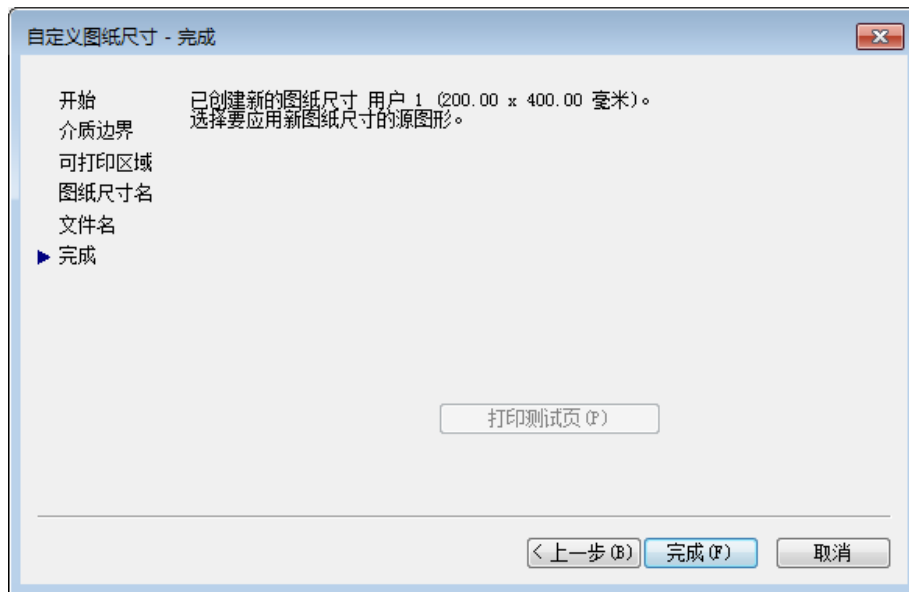 自定义图纸尺寸 - 完成
开始
介质边界
可打印区域
图纸尺寸名
文件名
完成
已创建新的图纸尺寸 用户 1 (200.00 x 400.00 毫米)。
选择要应用新图纸尺寸的源图形。
打印测试页(P)
< 上一步(B)
完成(F)
取消